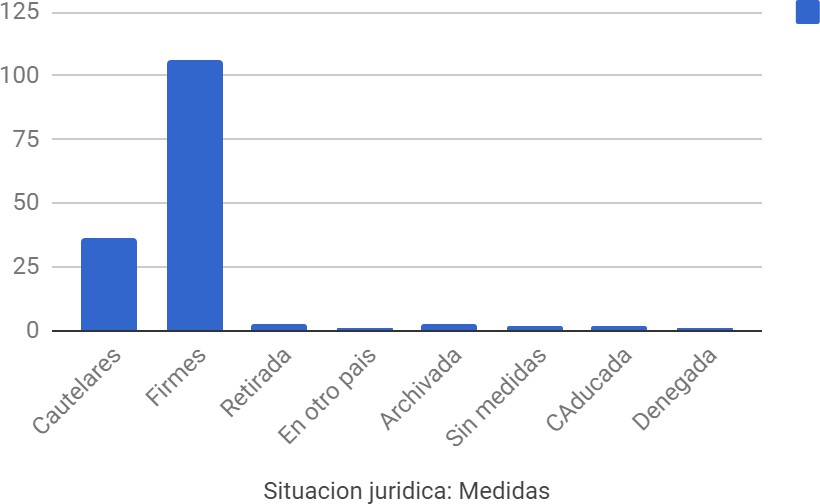 125
100
75
50
25
0
Cautelares
Firmes
Retirada
En otro pais
Archivada
Sin medidas
CAducada
Denegada
Situacion juridica: Medidas